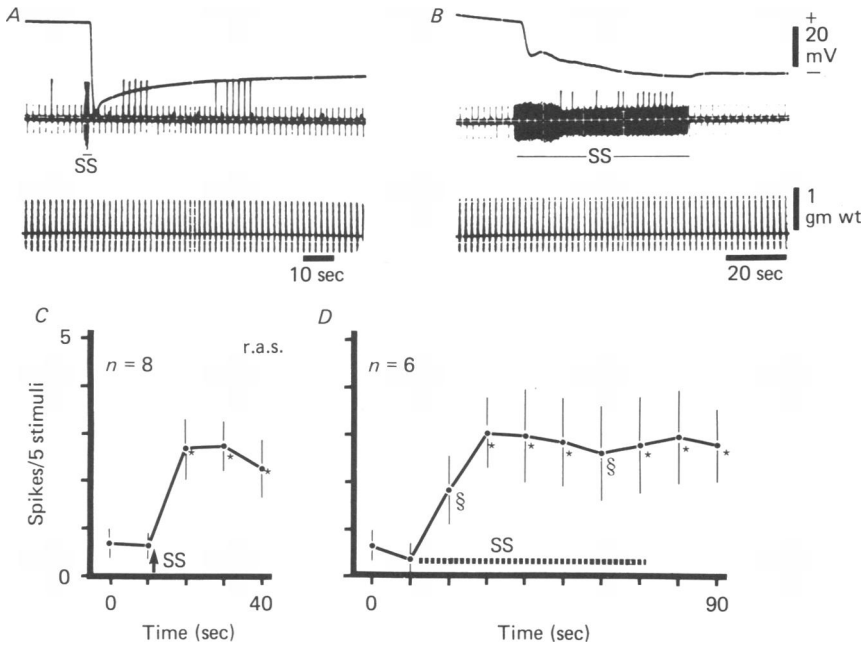 A
SS
10 sec
B
+
20
mV
−
SS
1
gm wt
20 sec
C
5
r.a.s.
n = 8
Spikes/5 stimuli
*
*
*
SS
0
0
40
Time (sec)
D
n = 6
§
*
*
*
§
*
*
*
SS
0
90
Time (sec)